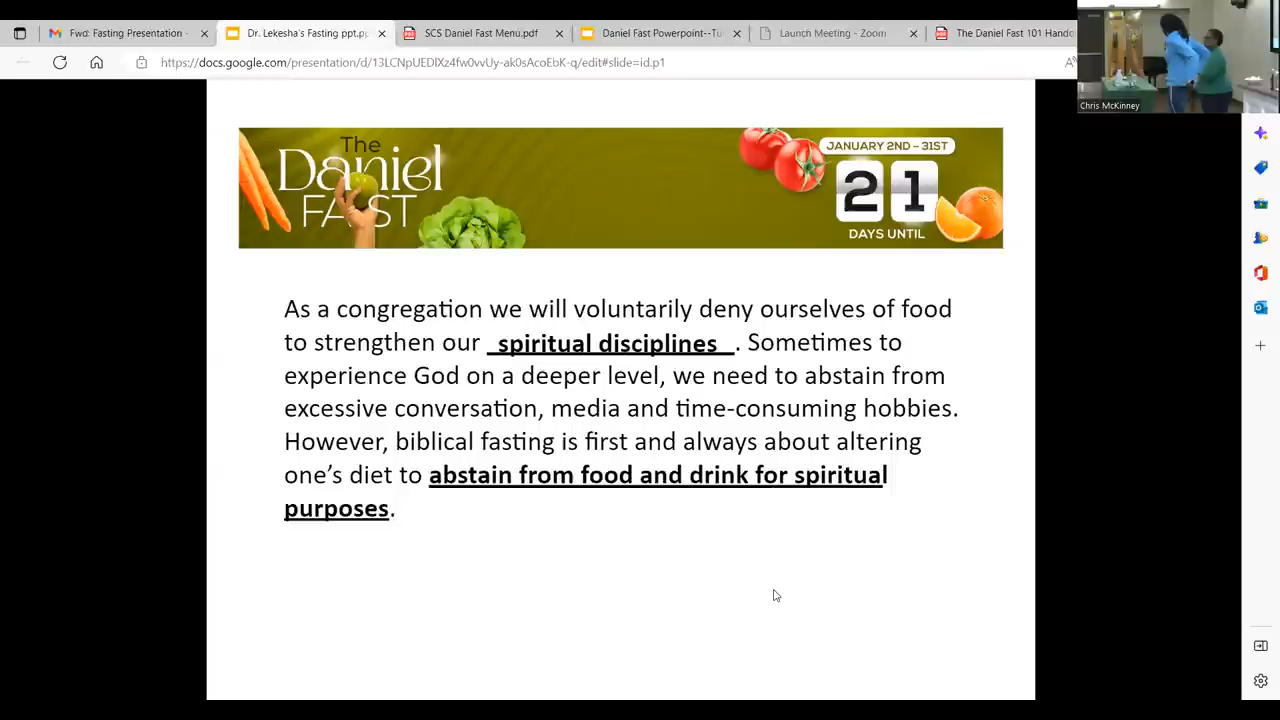 Fwd: Fasting Presentation -
Dr. Lekesha's Fasting ppt.pp
SCS Daniel Fast Menu.pdf
Daniel Fast Powerpoint--Tu
Launch Meeting - Zoom
The Daniel Fast 101 Hando
https://docs.google.com/presentation/d/13LCNpUEDIXz4fw0vvUy-ak0sAcoEbK-q/edit#slide=id.p1
Chris McKinney
The
Daniel
FAST
JANUARY 2ND – 31ST
21
DAYS UNTIL
As a congregation we will voluntarily deny ourselves of food
to strengthen our _spiritual disciplines_. Sometimes to
experience God on a deeper level, we need to abstain from
excessive conversation, media and time-consuming hobbies.
However, biblical fasting is first and always about altering
one’s diet to abstain from food and drink for spiritual
purposes.